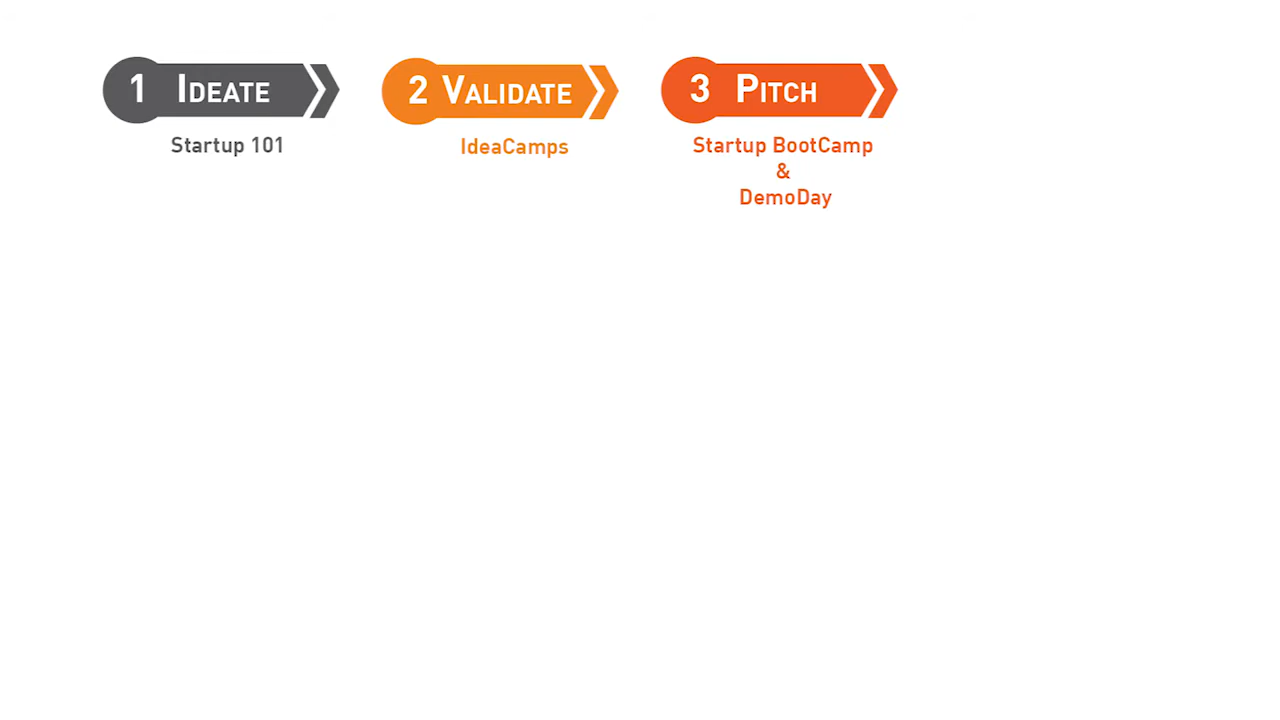 1 IDEATE
Startup 101
2 VALIDATE
IdeaCamps
3 PITCH
Startup BootCamp
&
DemoDay